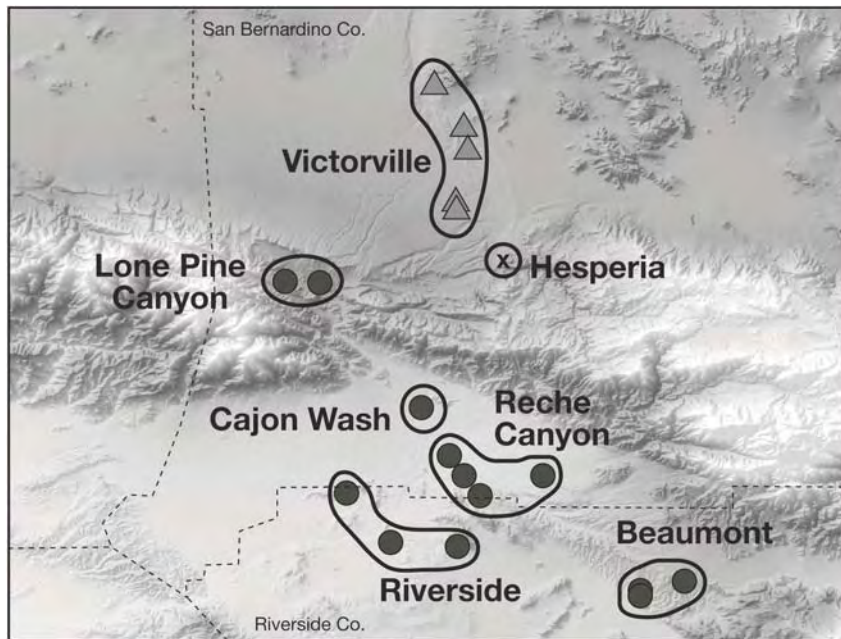 San Bernardino Co.
Victorville
Lone Pine
Canyon
x
Hesperia
Cajon Wash
Reche
Canyon
Beaumont
Riverside
Riverside Co.